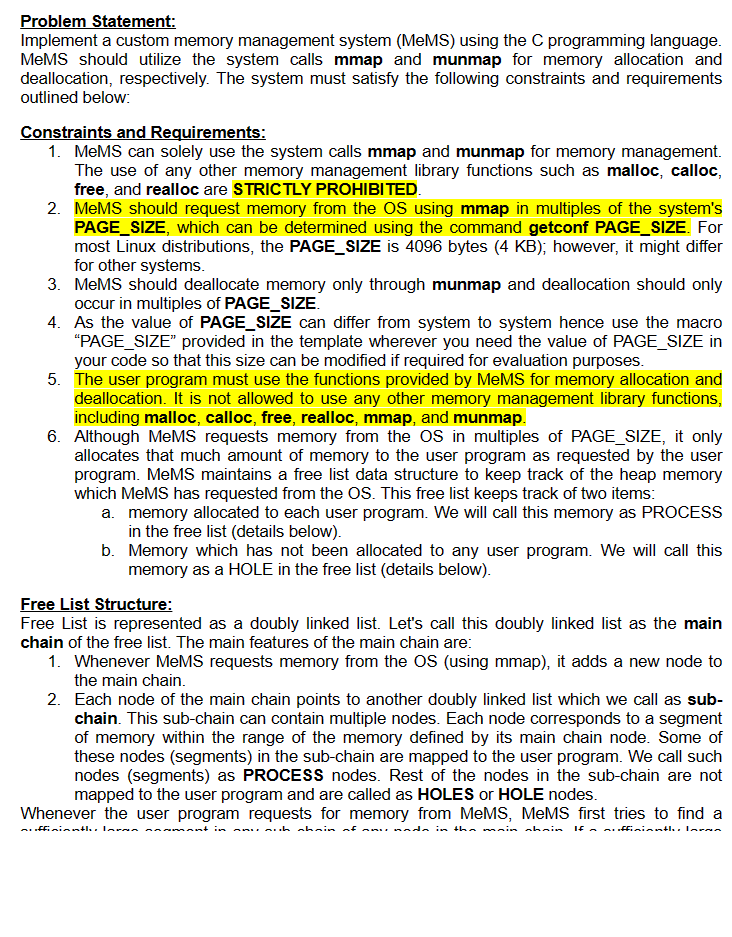 Problem Statement:
Implement a custom memory management system (MeMS) using the C programming language.
MeMS should utilize the system calls mmap and munmap for memory allocation and
deallocation, respectively. The system must satisfy the following constraints and requirements
outlined below:
Constraints and Requirements:
1. MeMS can solely use the system calls mmap and munmap for memory management.
The use of any other memory management library functions such as malloc, calloc,
free, and realloc are STRICTLY PROHIBITED.
2. MeMS should request memory from the OS using mmap in multiples of the system's
PAGE_SIZE, which can be determined using the command getconf PAGE_SIZE. For
most Linux distributions, the PAGE_SIZE is 4096 bytes (4 KB); however, it might differ
for other systems.
3. MeMS should deallocate memory only through munmap and deallocation should only
occur in multiples of PAGE_SIZE.
4. As the value of PAGE_SIZE can differ from system to system hence use the macro
“PAGE_SIZE” provided in the template wherever you need the value of PAGE_SIZE in
your code so that this size can be modified if required for evaluation purposes.
5. The user program must use the functions provided by MeMS for memory allocation and
deallocation. It is not allowed to use any other memory management library functions,
including malloc, calloc, free, realloc, mmap, and munmap.
6. Although MeMS requests memory from the OS in multiples of PAGE_SIZE, it only
allocates that much amount of memory to the user program as requested by the user
program. MeMS maintains a free list data structure to keep track of the heap memory
which MeMS has requested from the OS. This free list keeps track of two items:
a. memory allocated to each user program. We will call this memory as PROCESS
in the free list (details below).
b. Memory which has not been allocated to any user program. We will call this
memory as a HOLE in the free list (details below).
Free List Structure:
Free List is represented as a doubly linked list. Let's call this doubly linked list as the main
chain of the free list. The main features of the main chain are:
1. Whenever MeMS requests memory from the OS (using mmap), it adds a new node to
the main chain.
2. Each node of the main chain points to another doubly linked list which we call as sub-
chain. This sub-chain can contain multiple nodes. Each node corresponds to a segment
of memory within the range of the memory defined by its main chain node. Some of
these nodes (segments) in the sub-chain are mapped to the user program. We call such
nodes (segments) as PROCESS nodes. Rest of the nodes in the sub-chain are not
mapped to the user program and are called as HOLES or HOLE nodes.
Whenever the user program requests for memory from MeMS, MeMS first tries to find a
sufficiently large segment in any sub-chain of any node in the main chain. If a sufficiently large